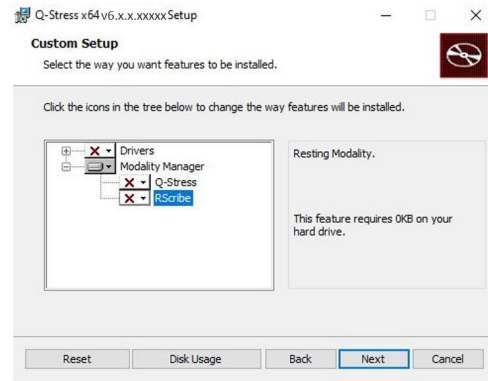 Q-Stress x64 v6.x.x.xxxxx Setup
Custom Setup
Select the way you want features to be installed.
Click the icons in the tree below to change the way features will be installed.
Drivers
Modality Manager
Q-Stress
RScribe
Resting Modality.
This feature requires 0KB on your
hard drive.
Reset
Disk Usage
Back
Next
Cancel